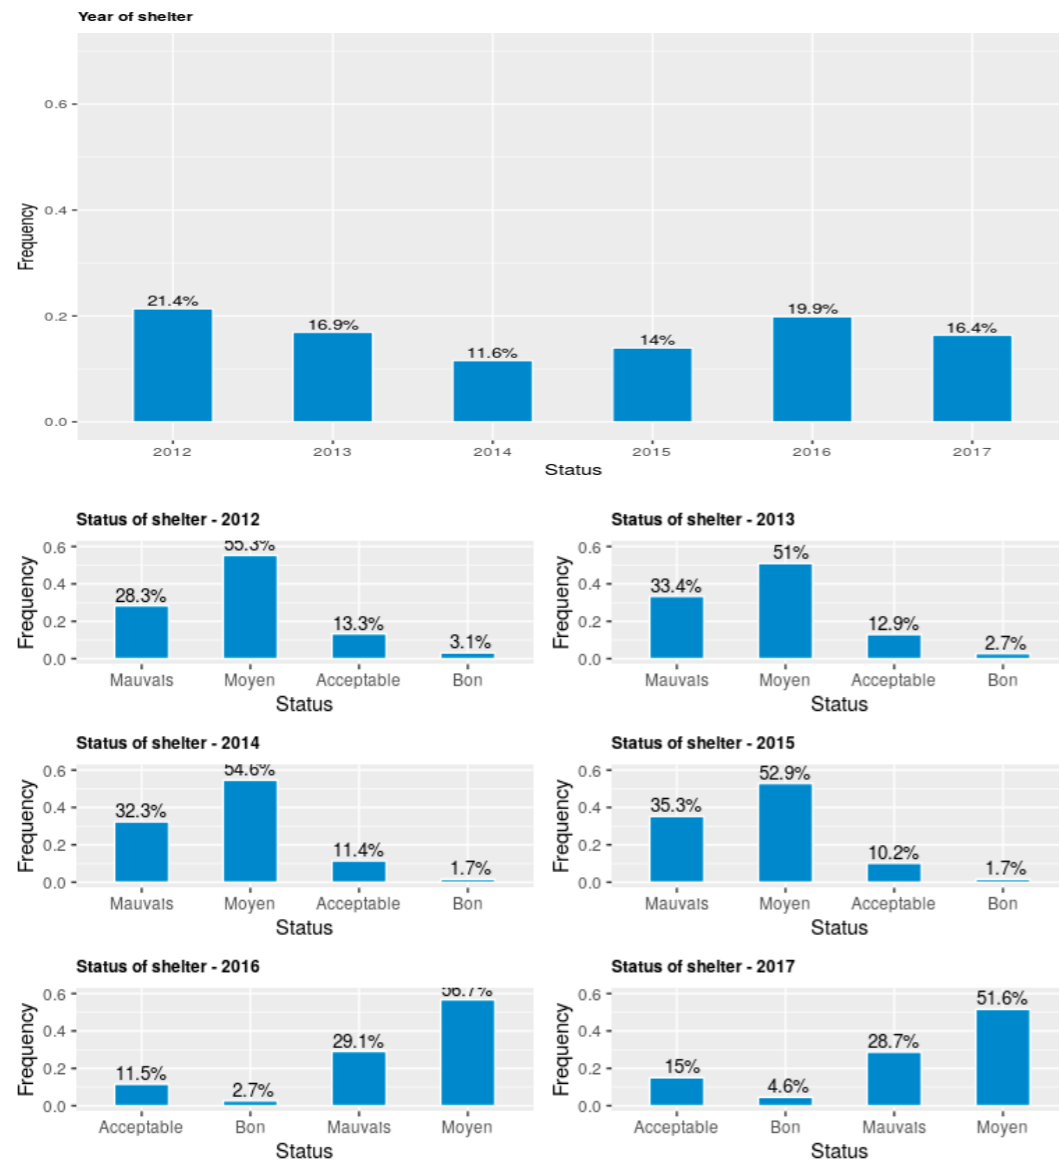 Year of shelter
Frequency
0.6
0.4
0.2
0.0
21.4%
16.9%
11.6%
14%
19.9%
16.4%
2012 2013 2014 2015 2016 2017
Status
Status of shelter - 2012
Frequency
0.6
0.4
0.2
0.0
28.3%
55.3%
13.3%
3.1%
Mauvais Moyen Acceptable Bon
Status
Status of shelter - 2013
Frequency
0.6
0.4
0.2
0.0
33.4%
51%
12.9%
2.7%
Mauvais Moyen Acceptable Bon
Status
Status of shelter - 2014
Frequency
0.6
0.4
0.2
0.0
32.3%
54.6%
11.4%
1.7%
Mauvais Moyen Acceptable Bon
Status
Status of shelter - 2015
Frequency
0.6
0.4
0.2
0.0
35.3%
52.9%
10.2%
1.7%
Mauvais Moyen Acceptable Bon
Status
Status of shelter - 2016
Frequency
0.6
0.4
0.2
0.0
11.5%
2.7%
29.1%
56.7%
Acceptable Bon Mauvais Moyen
Status
Status of shelter - 2017
Frequency
0.6
0.4
0.2
0.0
15%
4.6%
28.7%
51.6%
Acceptable Bon Mauvais Moyen
Status